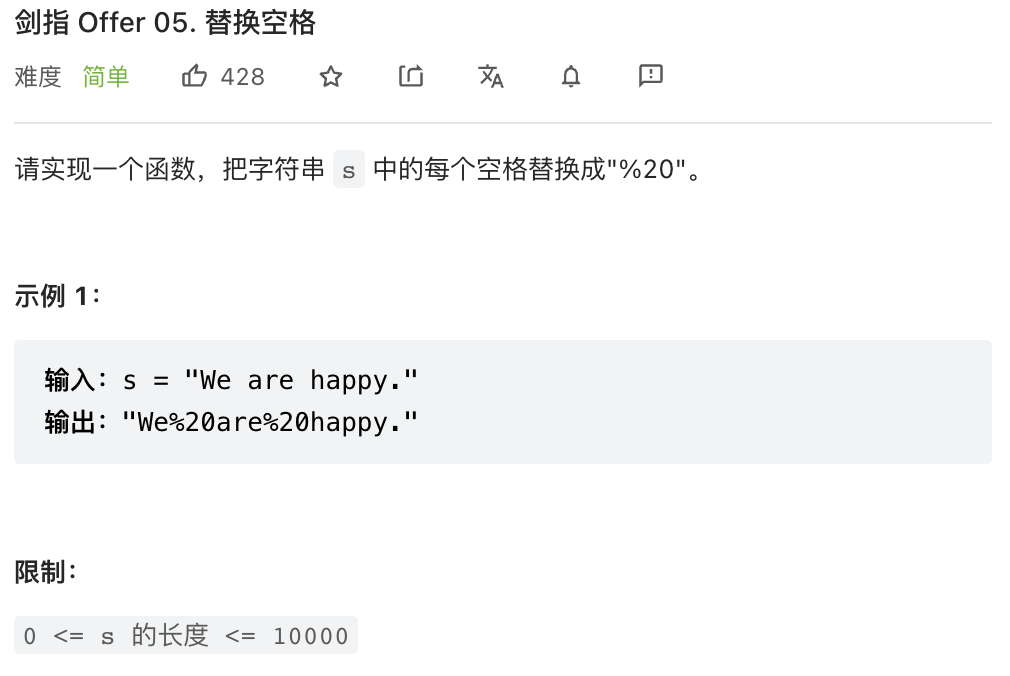 剑指 Offer 05. 替换空格
难度 简单 428
请实现一个函数，把字符串 s 中的每个空格替换成"%20"。
示例 1：
输入：s = "We are happy."
输出："We%20are%20happy."
限制：
0 <= s 的长度 <= 10000